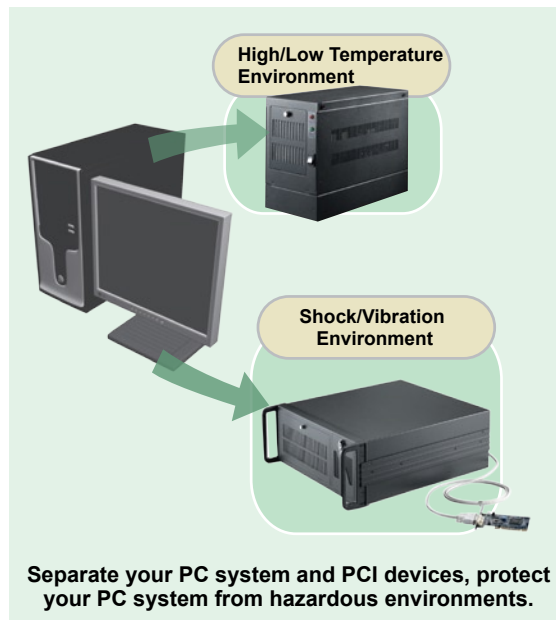 High/Low Temperature
Environment
Shock/Vibration
Environment
Separate your PC system and PCI devices, protect
your PC system from hazardous environments.